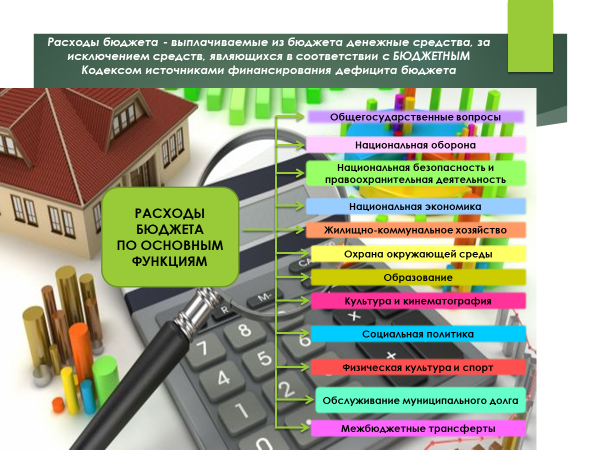 Расходы бюджета - выплачиваемые из бюджета денежные средства, за
исключением средств, являющихся в соответствии с БЮДЖЕТНЫМ
Кодексом источниками финансирования дефицита бюджета
РАСХОДЫ
БЮДЖЕТА
ПО ОСНОВНЫМ
ФУНКЦИЯМ
Общегосударственные вопросы
Национальная оборона
Национальная безопасность и
правоохранительная деятельность
Национальная экономика
Жилищно-коммунальное хозяйство
Охрана окружающей среды
Образование
Культура и кинематография
Социальная политика
Физическая культура и спорт
Обслуживание муниципального долга
Межбюджетные трансферты